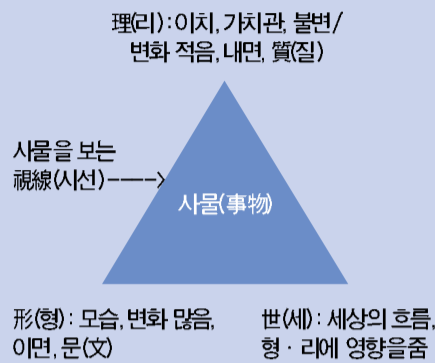 理(리) : 이치, 가치관, 불변/
변화 적음, 내면, 質(질)
사물을 보는
視線(시선)
사물(事物)
形(형) : 모습, 변화 많음,
이면, 문(文)
世(세) : 세상의 흐름,
형 · 리에 영향을줌